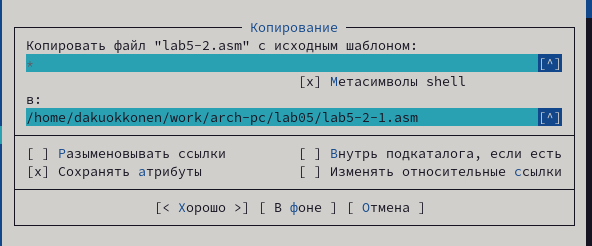 Копирование
Копировать файл "lab5-2.asm" с исходным шаблоном:
* [^]
[x] Метасимволы shell
в:
/home/dakuokkonen/work/arch-pc/lab05/lab5-2-1.asm [^]
[ ] Разыменовывать ссылки [ ] Внутрь подкаталога, если есть
[x] Сохранять атрибуты [ ] Изменять относительные ссылки
[< Хорошо >] [ В фоне ] [ Отмена ]